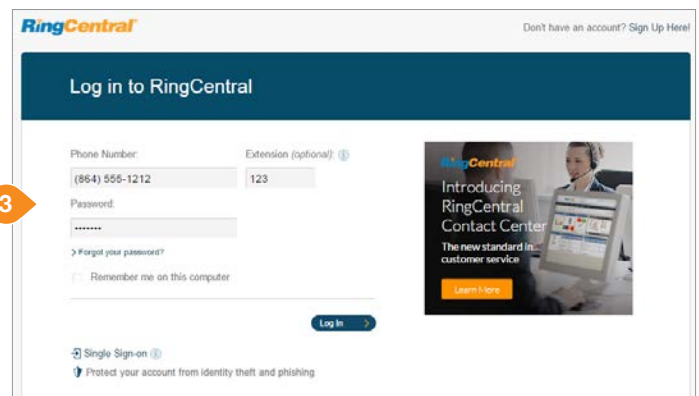 RingCentral
Don't have an account? Sign Up Here!
Log in to RingCentral
Phone Number:
Extension (optional):
(864) 555-1212
123
3
Password:
•••••••
Forgot your password?
Remember me on this computer
Log In
Single Sign-on
Protect your account from identity theft and phishing
RingCentral
Introducing
RingCentral
Contact Center
The new standard in
customer service
Learn More